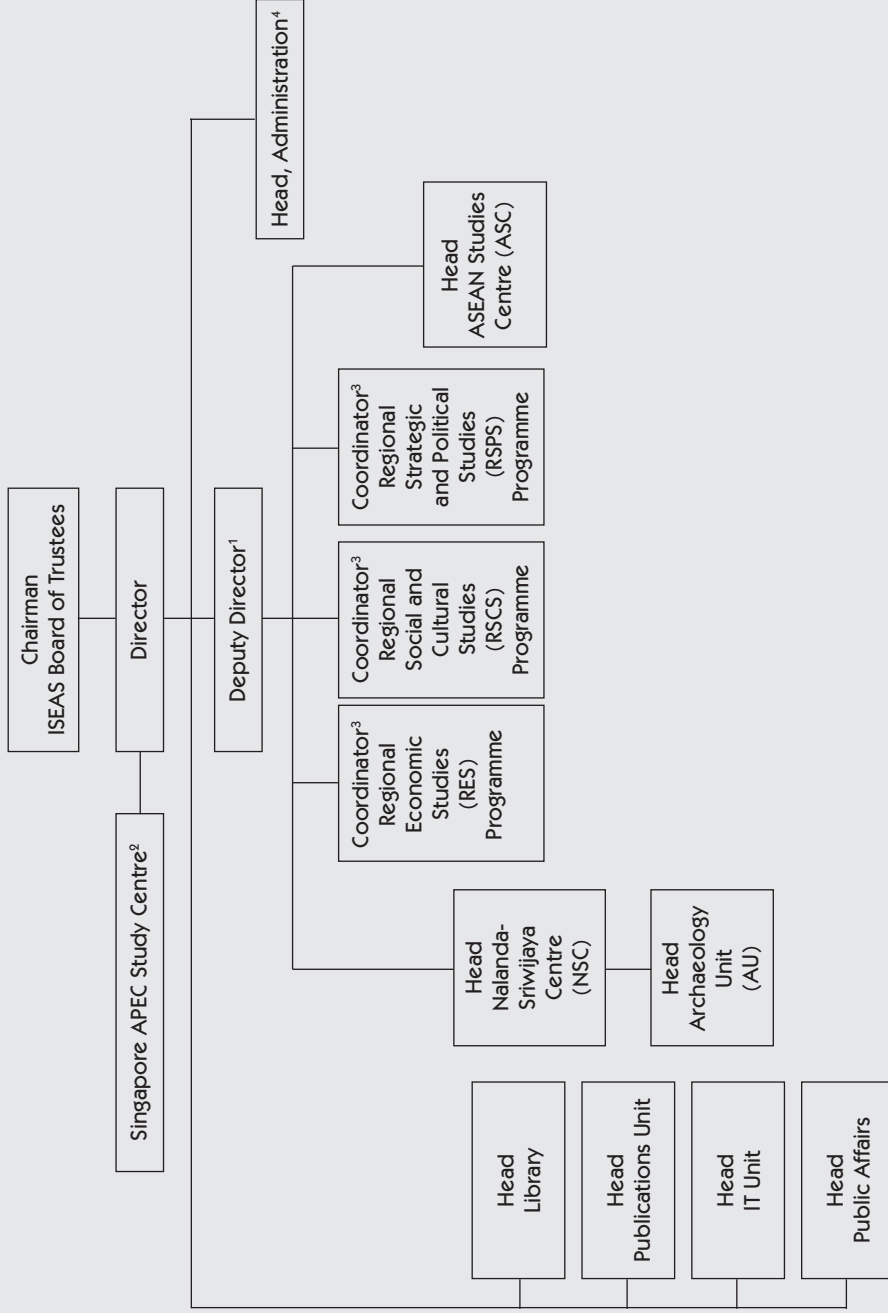 Chairman
ISEAS Board of Trustees
Singapore APEC Study Centre²
Director
Deputy Director¹
Head, Administration⁴
Head
Library
Head
Publications Unit
Head
IT Unit
Head
Public Affairs
Head
Nalanda-
Sriwijaya
Centre
(NSC)
Head
Archaeology
Unit
(AU)
Coordinator³
Regional
Economic
Studies
(RES)
Programme
Coordinator³
Regional
Social and
Cultural
Studies
(RSCS)
Programme
Coordinator³
Regional
Strategic
and Political
Studies
(RSPS)
Programme
Head
ASEAN Studies
Centre (ASC)